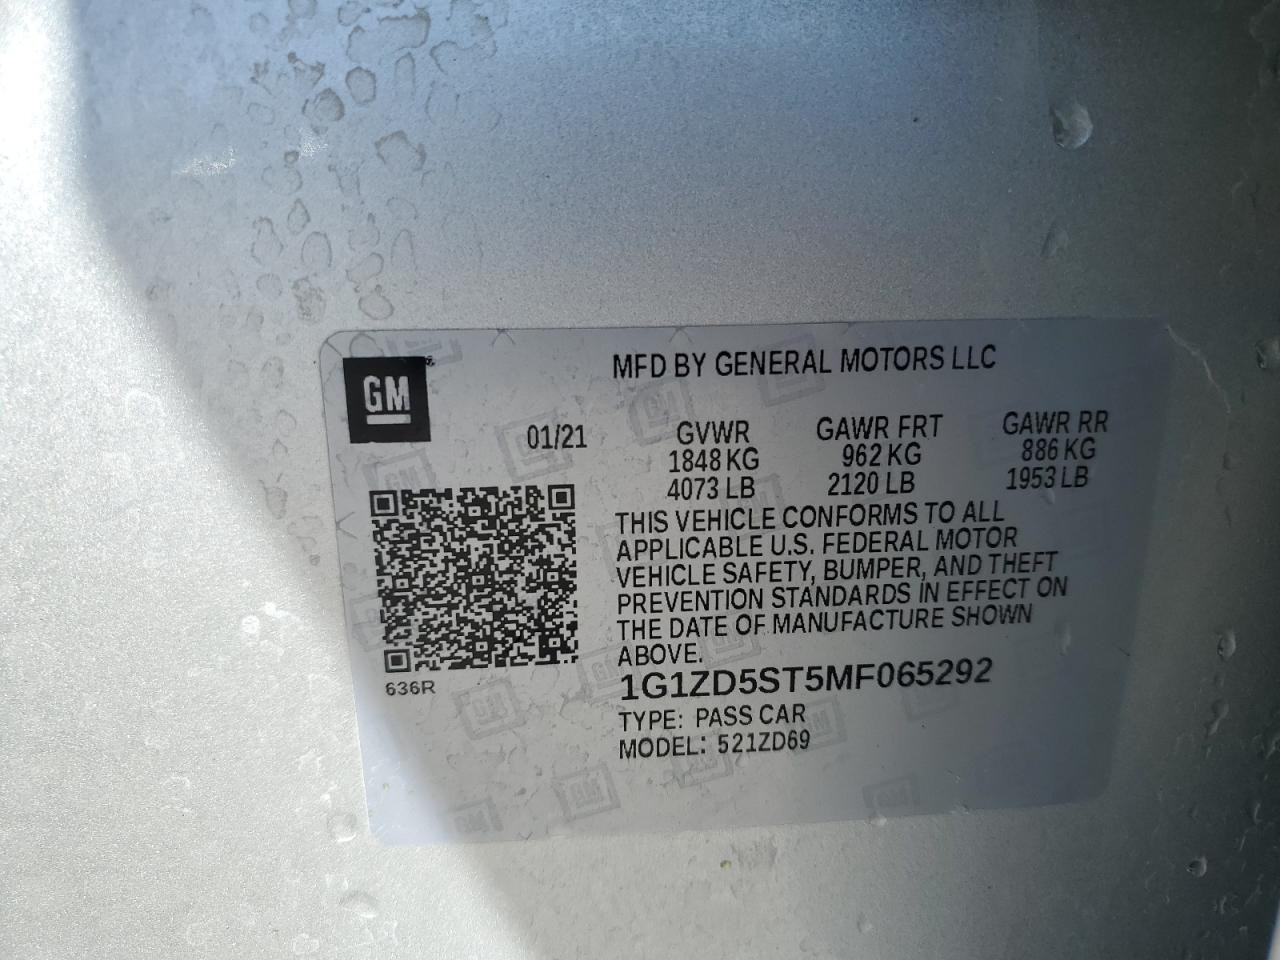 GM
MFD BY GENERAL MOTORS LLC
01/21 GVWR GAWR FRT GAWR RR
1848 KG 962 KG 886 KG
4073 LB 2120 LB 1953 LB
THIS VEHICLE CONFORMS TO ALL
APPLICABLE U.S. FEDERAL MOTOR
VEHICLE SAFETY, BUMPER, AND THEFT
PREVENTION STANDARDS IN EFFECT ON
THE DATE OF MANUFACTURE SHOWN
ABOVE.
636R
1G1ZD5ST5MF065292
TYPE: PASS CAR
MODEL: 521ZD69